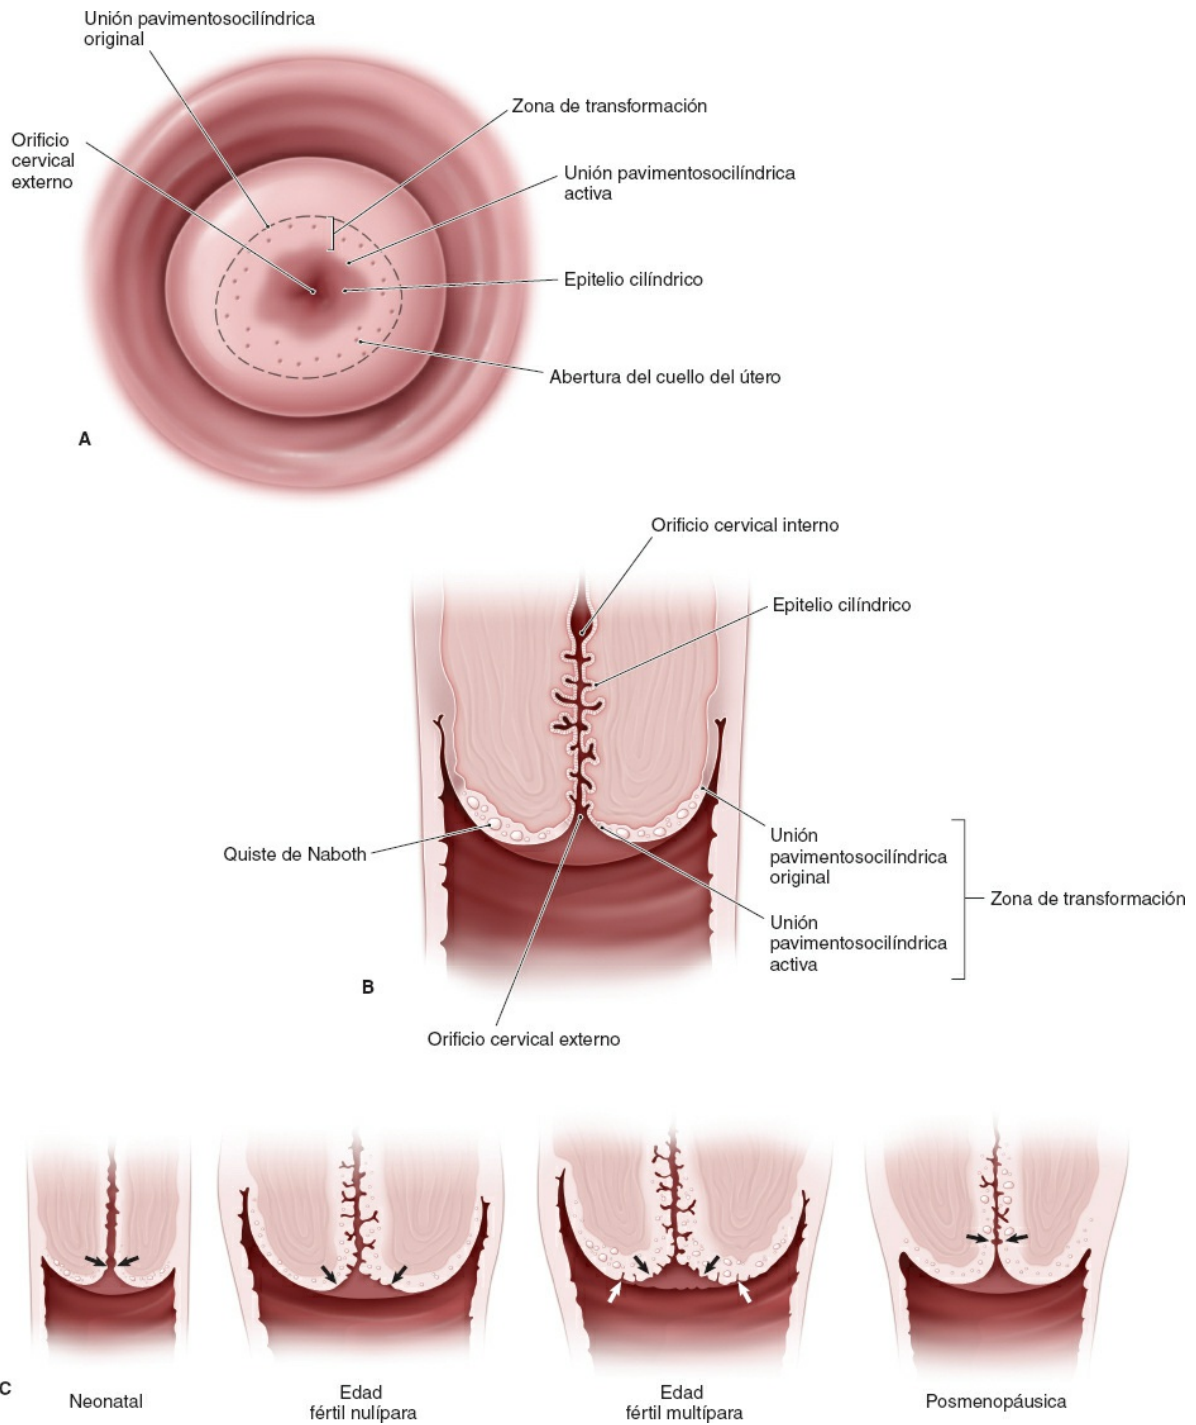 Unión pavimentosocilíndrica
original
Zona de transformación
Orificio
cervical
externo
Unión pavimentosocilíndrica
activa
Epitelio cilíndrico
Abertura del cuello del útero
A
Orificio cervical interno
Epitelio cilíndrico
Quiste de Naboth
Unión
pavimentosocilíndrica
original
Zona de transformación
Unión
pavimentosocilíndrica
activa
B
Orificio cervical externo
C
Neonatal
Edad
fértil nulípara
Edad
fértil multípara
Posmenopáusica